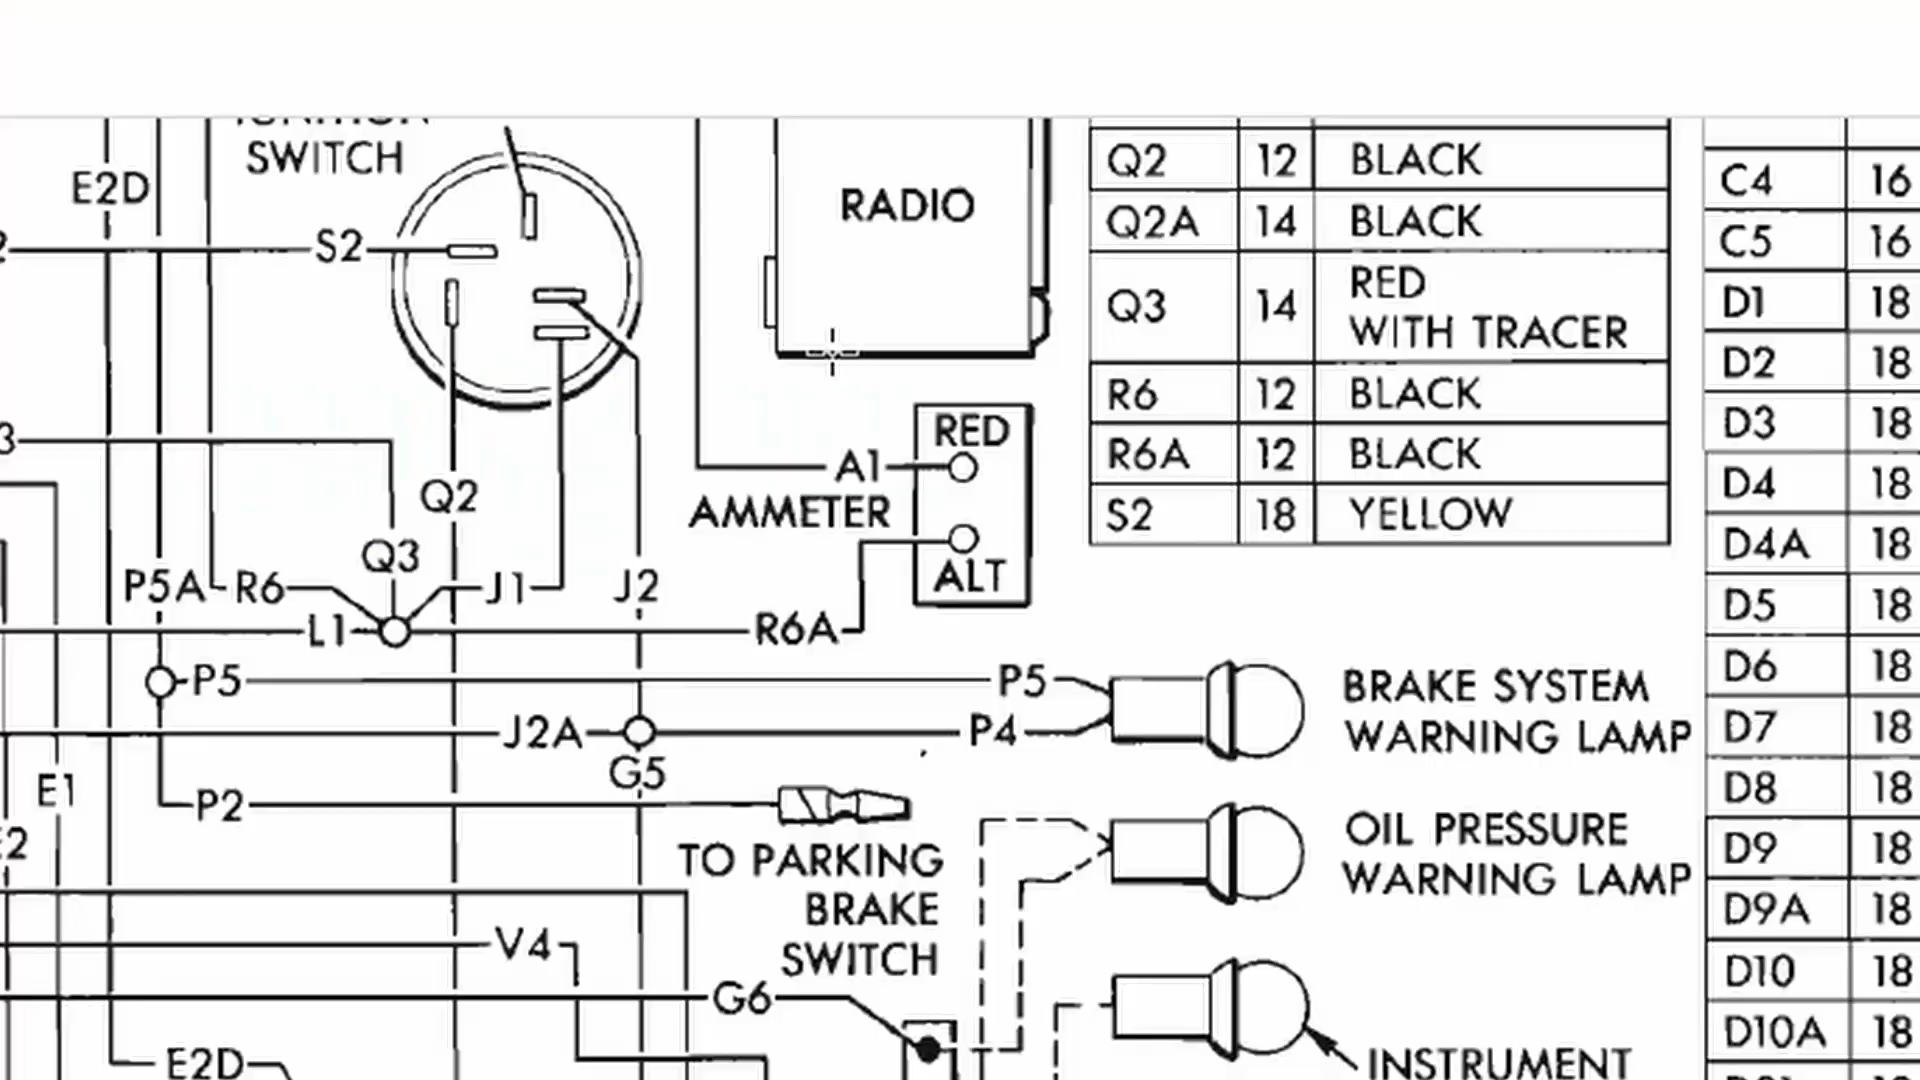 SWITCH
E2D
S2
RADIO
Q2 12 BLACK
Q2A 14 BLACK
Q3 14 RED
WITH TRACER
R6 12 BLACK
R6A 12 BLACK
S2 18 YELLOW
C4 16
C5 16
D1 18
D2 18
D3 18
D4 18
D4A 18
D5 18
D6 18
D7 18
D8 18
D9 18
D9A 18
D10 18
D10A 18
RED
A1
AMMETER
ALT
Q2
Q3
P5A R6 J1 J2
L1 R6A
P5 P5
BRAKE SYSTEM
WARNING LAMP
J2A P4
G5
E1
P2
TO PARKING
BRAKE
SWITCH
OIL PRESSURE
WARNING LAMP
V4
G6
E2D
INSTRUMENT